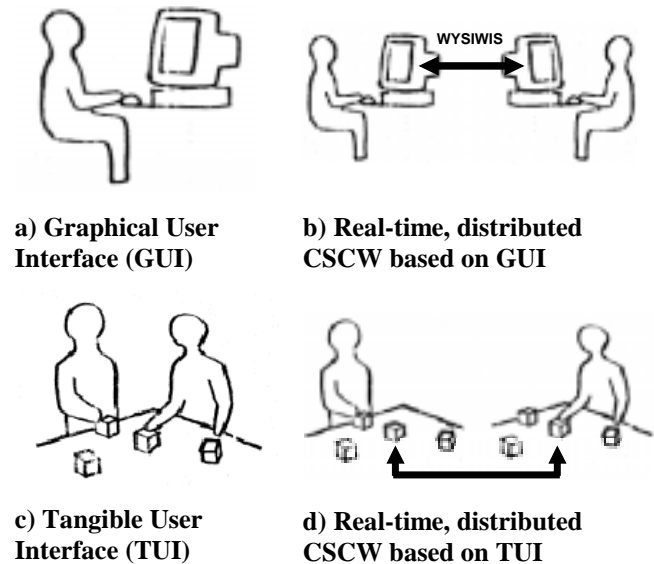 WYSIWIS
a) Graphical User
Interface (GUI)
b) Real-time, distributed
CSCW based on GUI
c) Tangible User
Interface (TUI)
d) Real-time, distributed
CSCW based on TUI